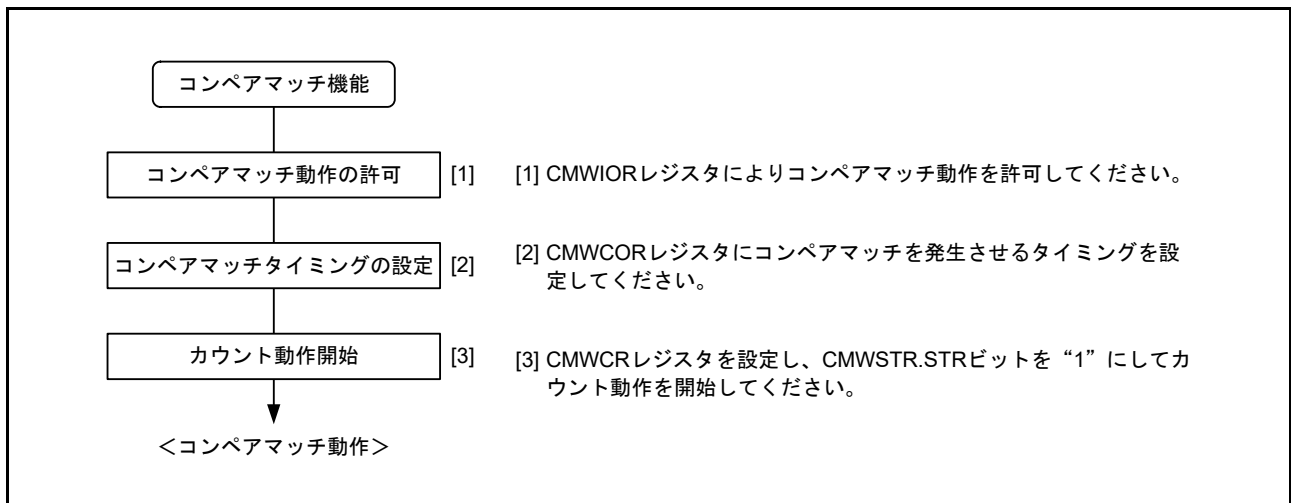 コンペアマッチ機能
コンペアマッチ動作の許可 [1] [1] CMWIORレジスタによりコンペアマッチ動作を許可してください。
コンペアマッチタイミングの設定 [2] [2] CMWCORレジスタにコンペアマッチを発生させるタイミングを設
定してください。
カウント動作開始 [3] [3] CMWCRレジスタを設定し、CMWSTR.STRビットを“1”にしてカ
ウント動作を開始してください。
＜コンペアマッチ動作＞